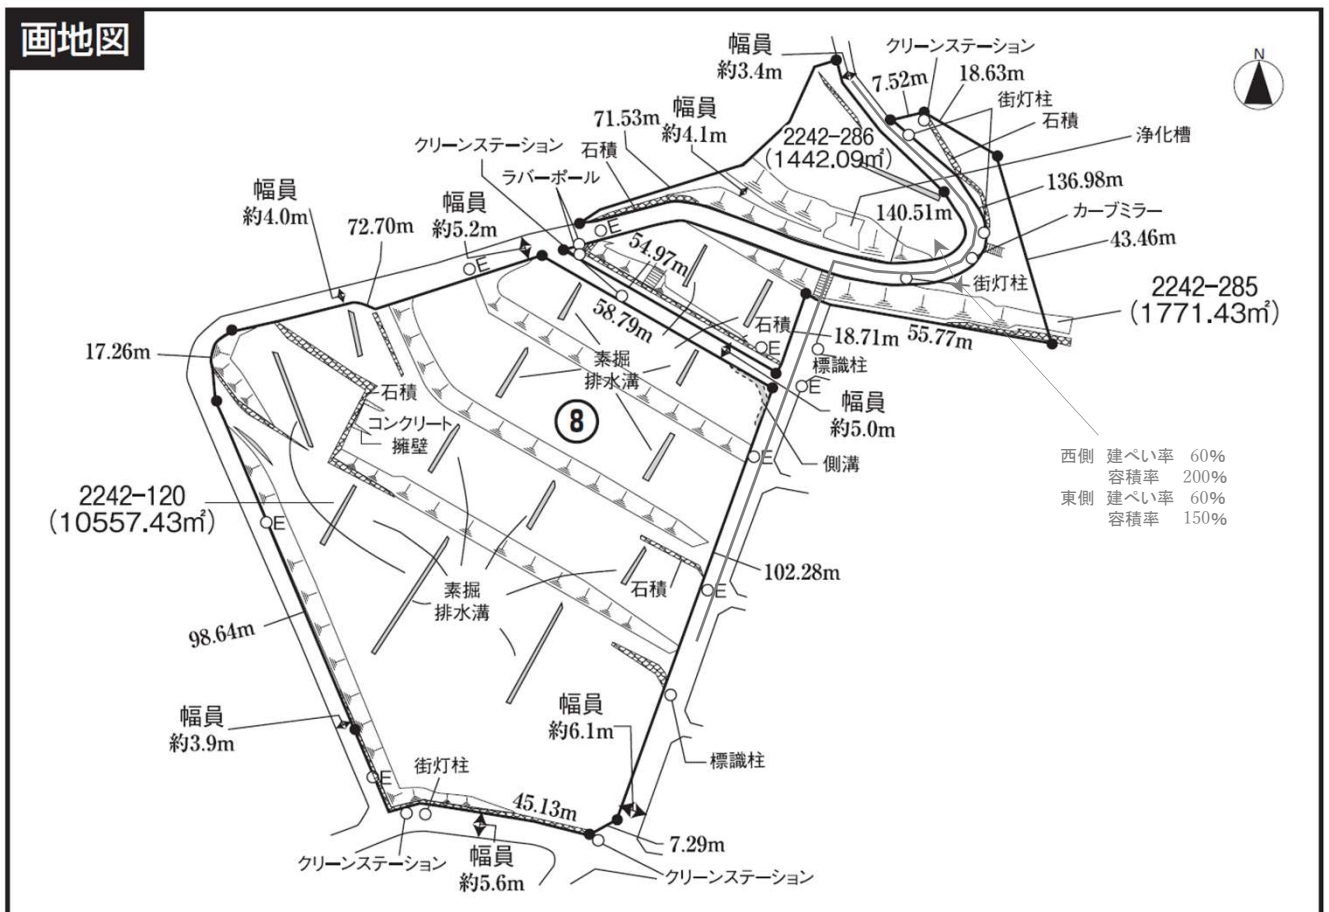 画地図
N
幅員
約3.4m
クリーンステーション
7.52m
18.63m
街灯柱
石積
浄化槽
幅員
約4.1m
71.53m
石積
クリーンステーション
ラバーポール
2242-286
(1442.09㎡)
136.98m
カーブミラー
43.46m
140.51m
街灯柱
2242-285
(1771.43㎡)
幅員
約4.0m
72.70m
幅員
約5.2m
E
E
54.97m
58.79m
石積
E
18.71m
55.77m
標識柱
E
17.26m
素掘
排水溝
幅員
約5.0m
石積
コンクリート
擁壁
8
側溝
E
西側 建ぺい率 60%
容積率 200%
東側 建ぺい率 60%
容積率 150%
2242-120
(10557.43㎡)
E
102.28m
素掘
排水溝
石積
E
98.64m
幅員
約3.9m
幅員
約6.1m
標識柱
E
街灯柱
45.13m
7.29m
クリーンステーション
幅員
約5.6m
クリーンステーション